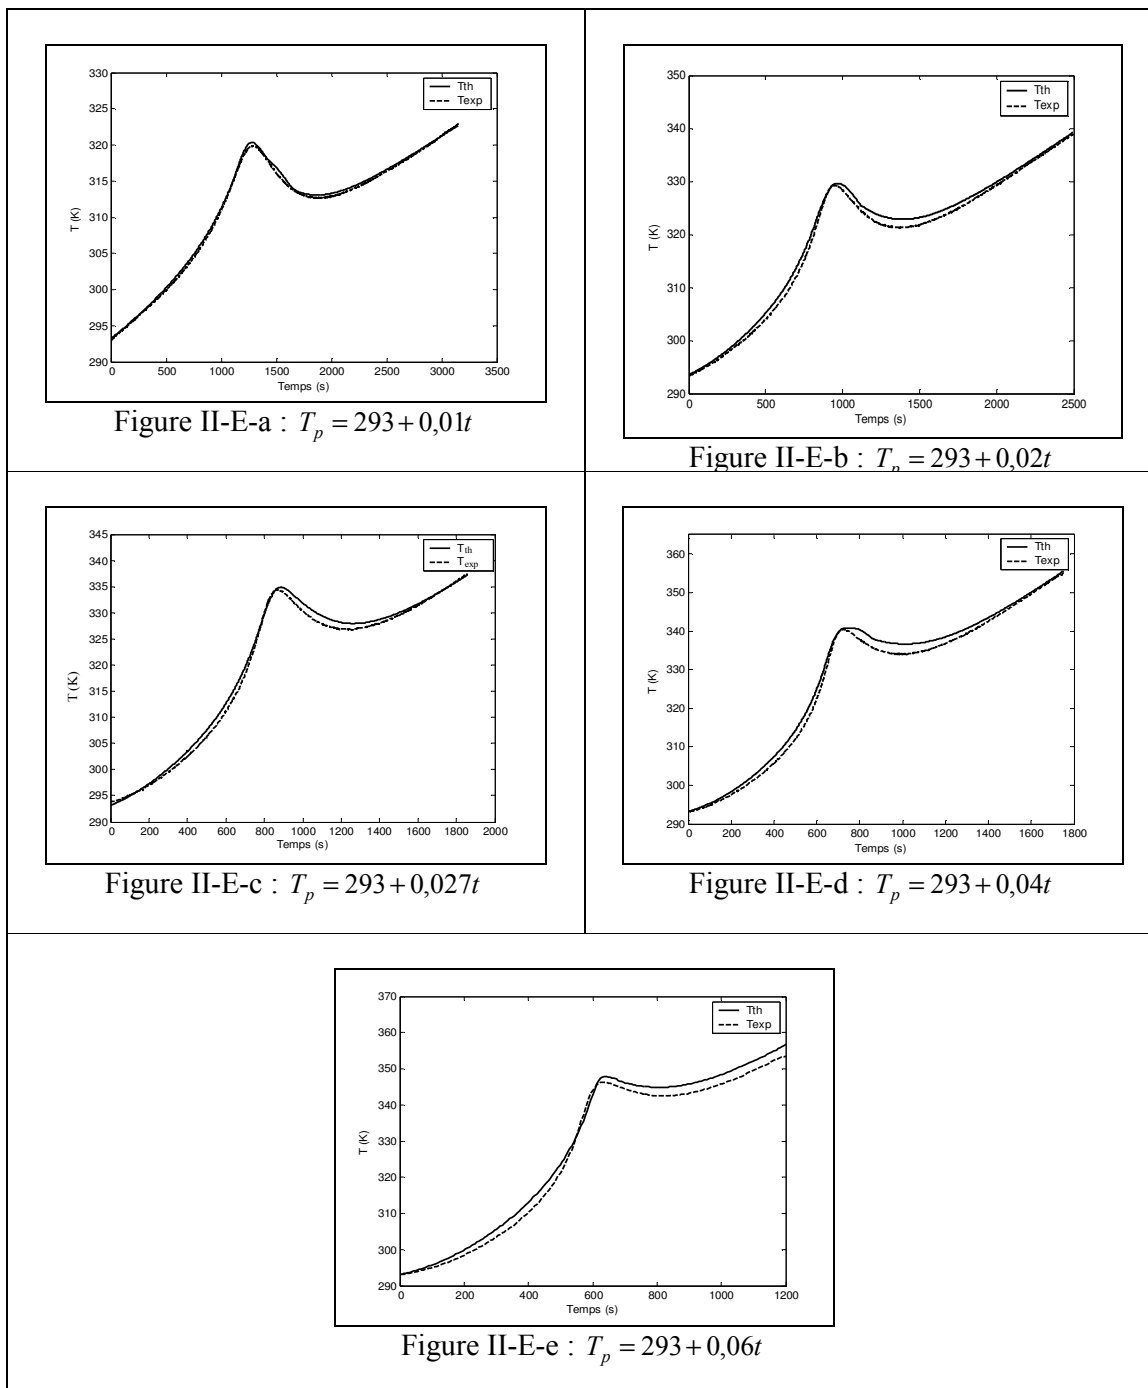 330
325
320
315
310
305
300
295
290
T (K)
0 500 1000 1500 2000 2500 3000 3500
Temps (s)
Tth
Texp
Figure II-E-a : T_p = 293 + 0,01t
350
340
330
320
310
300
290
T (K)
0 500 1000 1500 2000 2500
Temps (s)
Tth
Texp
Figure II-E-b : T_p = 293 + 0,02t
345
340
335
330
325
320
315
310
305
300
295
290
T (K)
0 200 400 600 800 1000 1200 1400 1600 1800 2000
Temps (s)
T_th
T_exp
Figure II-E-c : T_p = 293 + 0,027t
360
350
340
330
320
310
300
290
T (K)
0 200 400 600 800 1000 1200 1400 1600 1800
Temps (s)
Tth
Texp
Figure II-E-d : T_p = 293 + 0,04t
370
360
350
340
330
320
310
300
290
T (K)
0 200 400 600 800 1000 1200
Temps (s)
Tth
Texp
Figure II-E-e : T_p = 293 + 0,06t